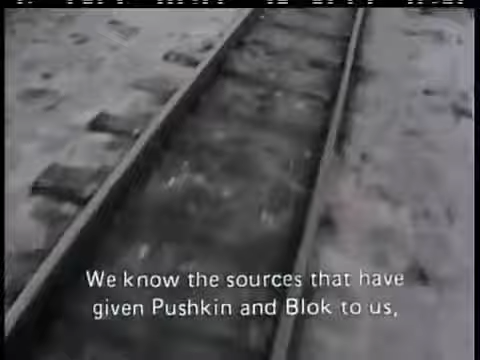 We know the sources that have
given Pushkin and Blok to us,